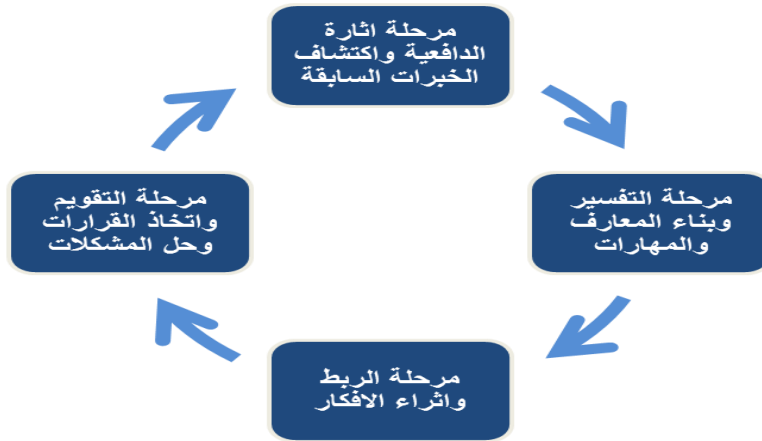 مرحلة اثارة
الدافعية واكتشاف
الخبرات السابقة
مرحلة التفسير
وبناء المعارف
والمهارات
مرحلة الربط
واثراء الافكار
مرحلة التقويم
واتخاذ القرارات
وحل المشكلات